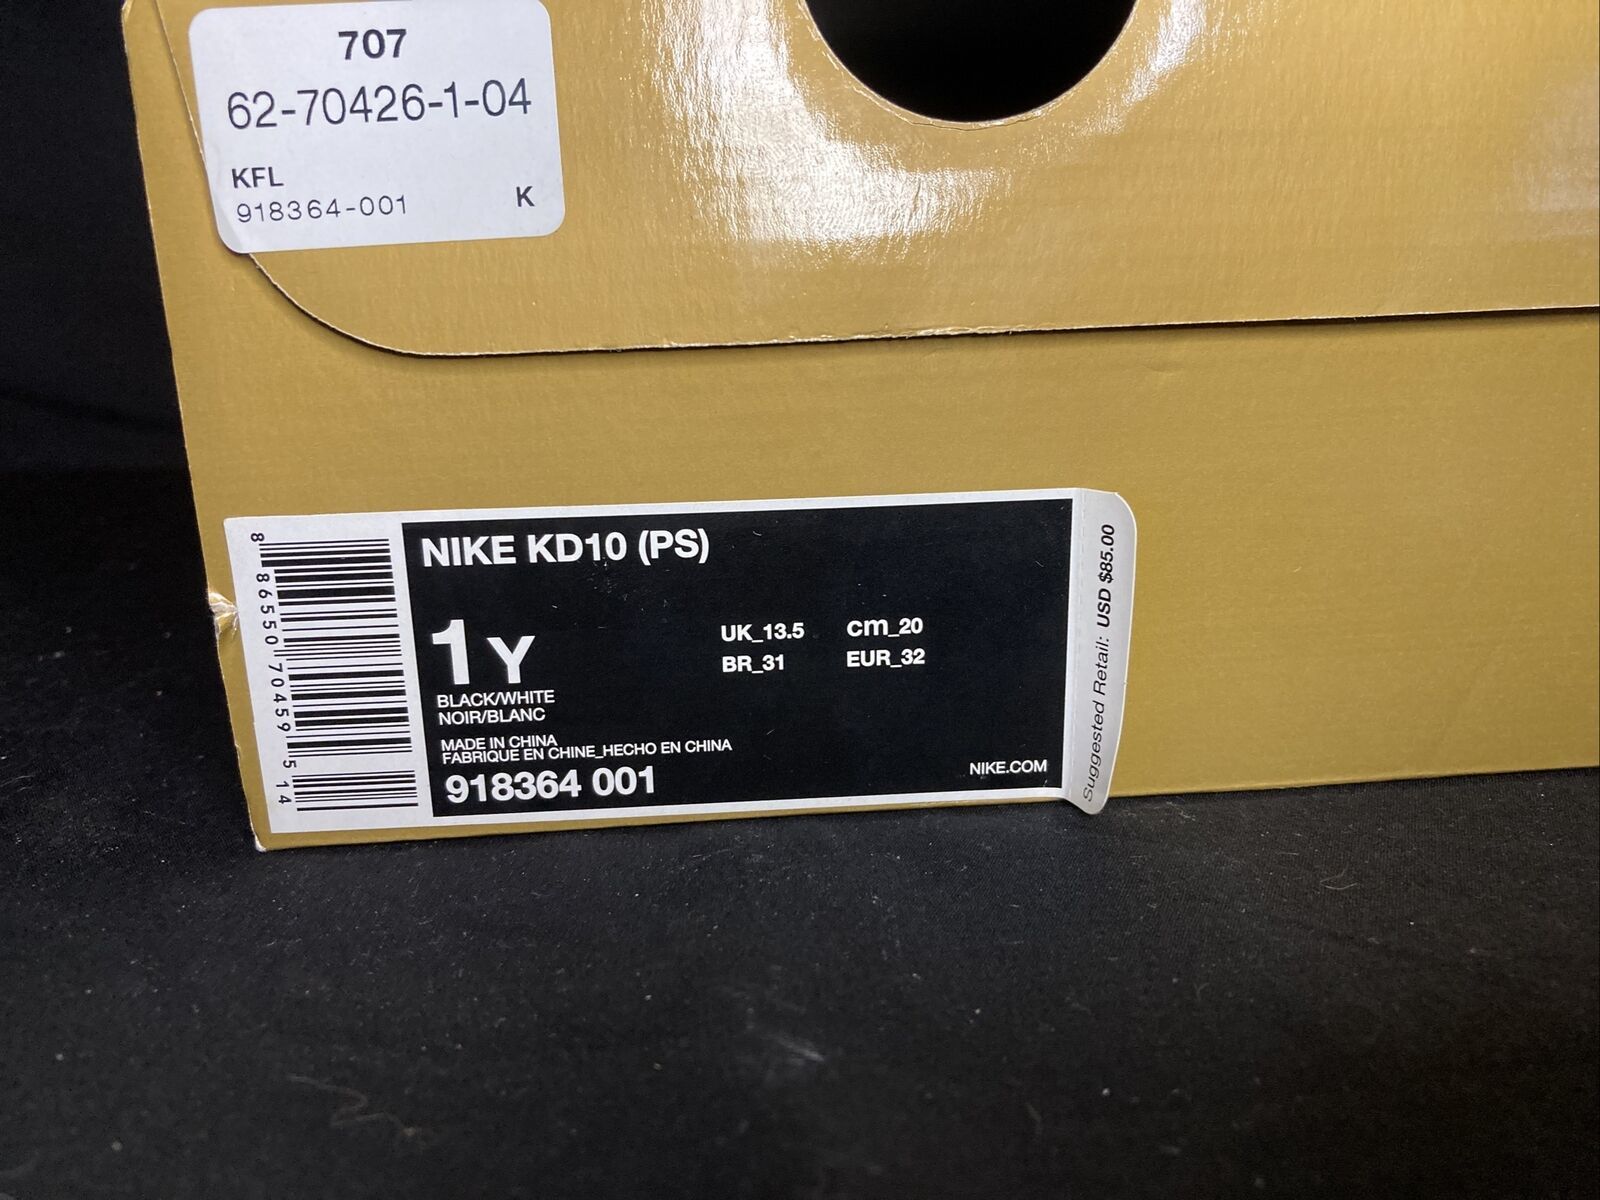 707
62-70426-1-04
KFL
918364-001 K
8 86550 70459 5 14
NIKE KD10 (PS)
1Y
UK_13.5 cm_20
BR_31 EUR_32
BLACK/WHITE
NOIR/BLANC
MADE IN CHINA
FABRIQUE EN CHINE_HECHO EN CHINA
918364 001
NIKE.COM
Suggested Retail: USD $85.00